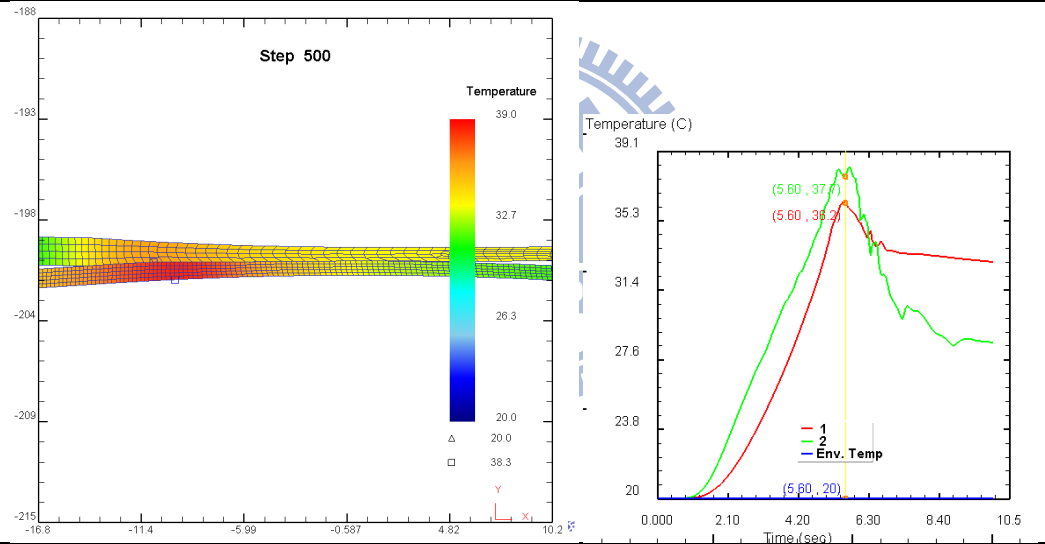 -188
Step 500
Temperature
39.0
-193
-198
32.7
-204
26.3
-209
20.0
20.0
38.3
Y
X
-215
-16.8 -11.4 -5.99 -0.587 4.82 10.2
Temperature (C)
39.1
(5.60 , 37.7)
35.3
(5.60 , 36.2)
31.4
27.6
23.8
1
2
Env. Temp
(5.60 , 20)
20
0.000 2.10 4.20 6.30 8.40 10.5
Time (sec)